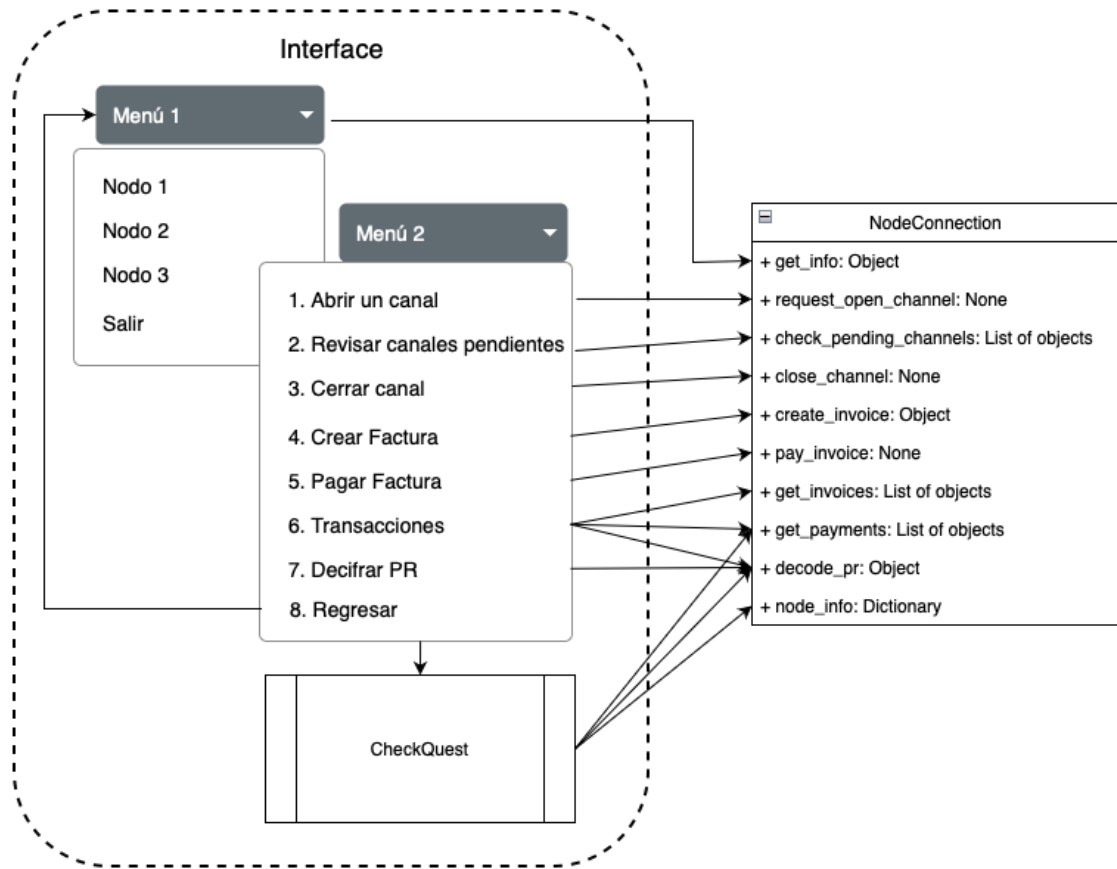 Interface
Menú 1
Nodo 1
Nodo 2
Nodo 3
Salir
Menú 2
1. Abrir un canal
2. Revisar canales pendientes
3. Cerrar canal
4. Crear Factura
5. Pagar Factura
6. Transacciones
7. Decifrar PR
8. Regresar
CheckQuest
NodeConnection
+ get_info: Object
+ request_open_channel: None
+ check_pending_channels: List of objects
+ close_channel: None
+ create_invoice: Object
+ pay_invoice: None
+ get_invoices: List of objects
+ get_payments: List of objects
+ decode_pr: Object
+ node_info: Dictionary